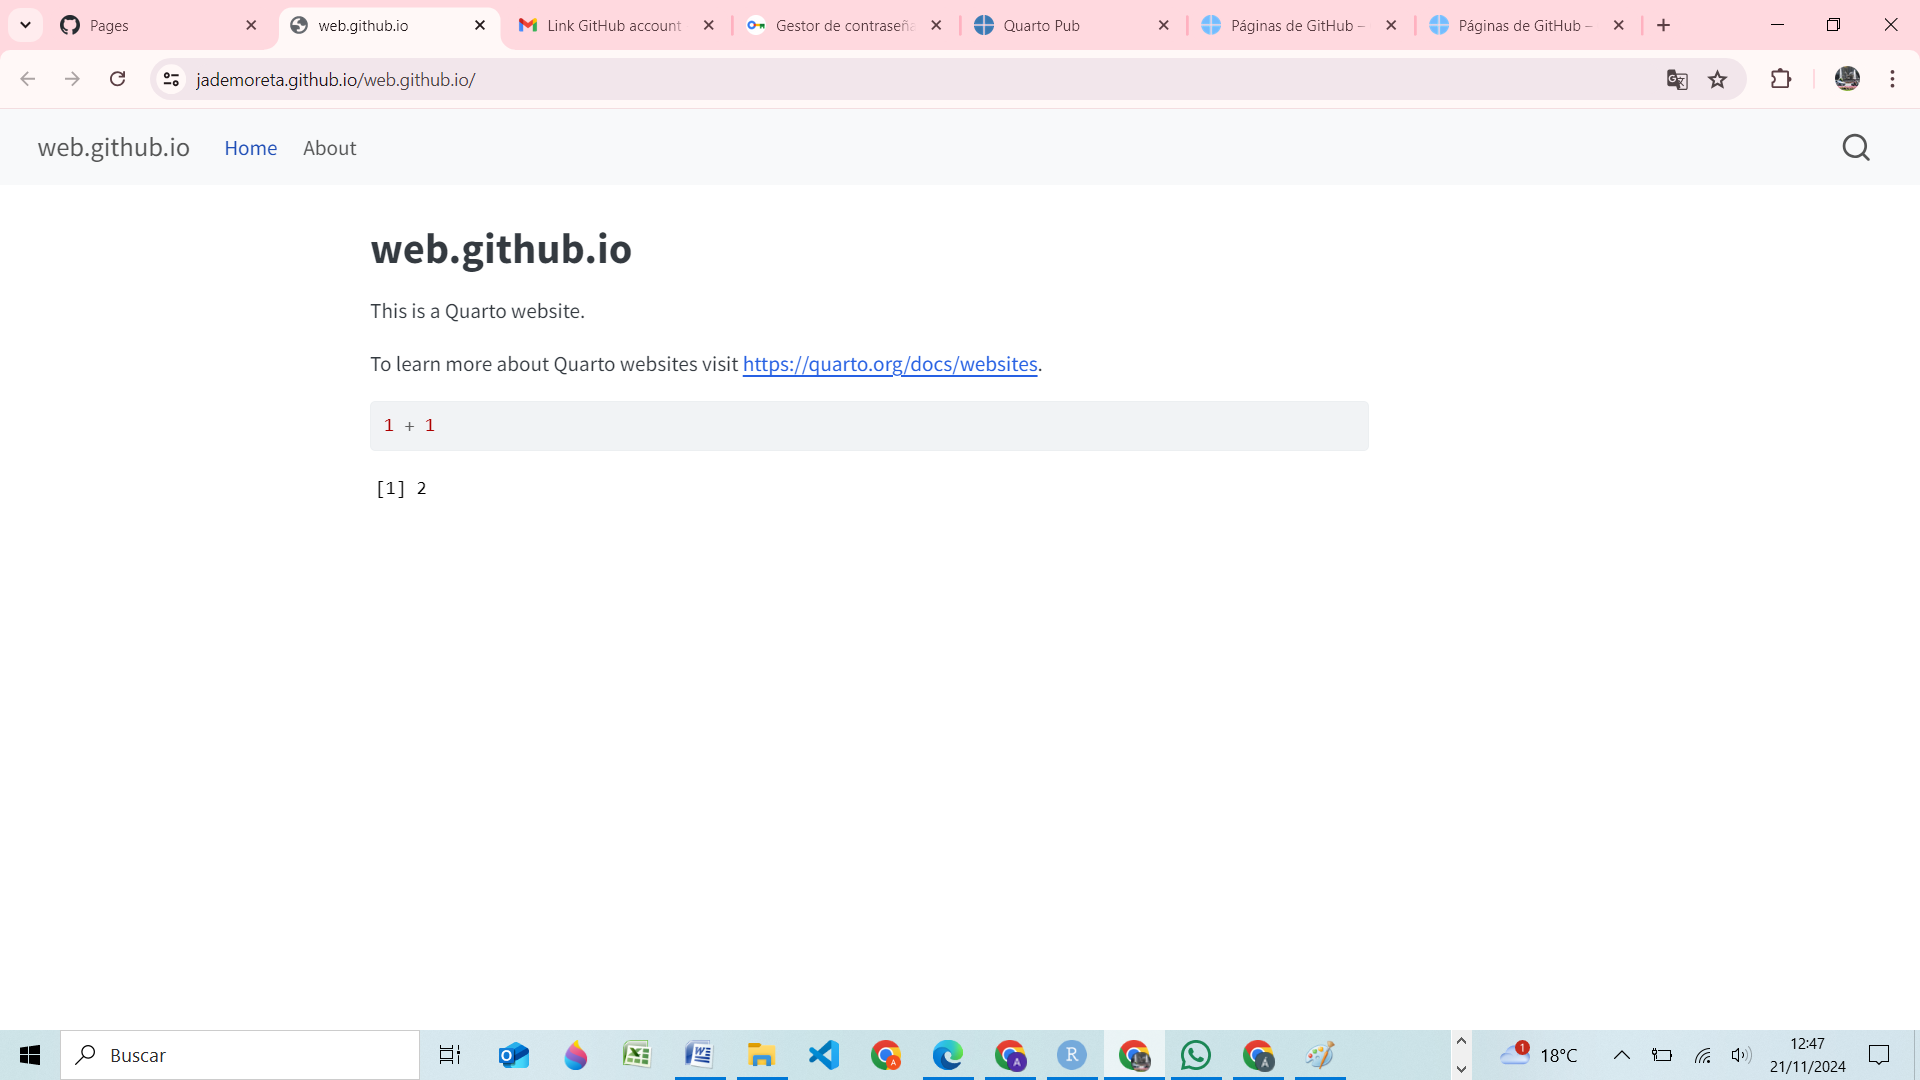 Pages
web.github.io
Link GitHub account
Gestor de contraseña
Quarto Pub
Páginas de GitHub –
Páginas de GitHub –
jademoreta.github.io/web.github.io/
web.github.io Home About
web.github.io
This is a Quarto website.
To learn more about Quarto websites visit https://quarto.org/docs/websites.
1 + 1
[1] 2
Buscar
1
18°C
12:47
21/11/2024